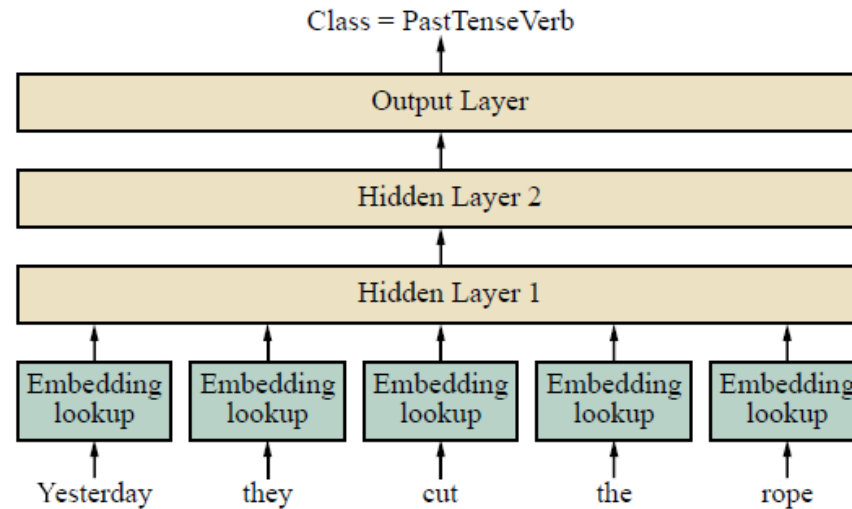 Class = PastTenseVerb
Output Layer
Hidden Layer 2
Hidden Layer 1
Embedding Embedding Embedding Embedding Embedding
lookup lookup lookup lookup lookup
Yesterday they cut the rope